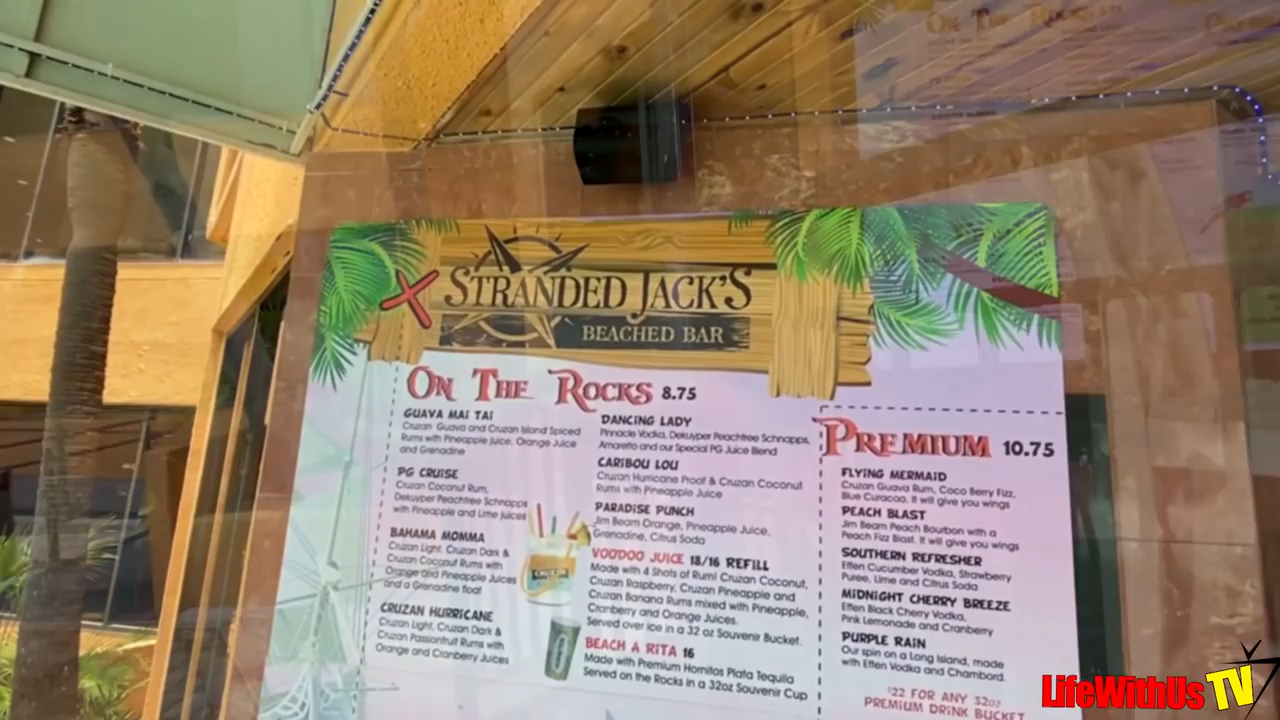 STRANDED JACK'S
BEACHED BAR
ON THE ROCKS 8.75
GUAVA MAI TAI
Cruzan Guava and Cruzan Island Spiced
Rums with Pineapple juice, Orange Juice
and Grenadine
PG CRUISE
Cruzan Coconut Rum,
Dekuyper Peachtree Schnapps
with Pineapple and Lime juices
BAHAMA MOMMA
Cruzan Light, Cruzan Dark &
Cruzan Coconut Rums with
Orange and Pineapple Juices
and a Grenadine float
CRUZAN HURRICANE
Cruzan Light, Cruzan Dark &
Cruzan Passionfruit Rums with
Orange and Cranberry Juices
DANCING LADY
Pinnacle Vodka, Dekuyper Peachtree Schnapps,
Amaretto and our Special PG Juice Blend
CARIBOU LOU
Cruzan Hurricane Proof & Cruzan Coconut
Rums with Pineapple Juice
PARADISE PUNCH
Jim Beam Orange, Pineapple Juice,
Grenadine, Citrus Soda
VOODOO JUICE 18/16 REFILL
Made with 4 Shots of Rum! Cruzan Coconut,
Cruzan Raspberry, Cruzan Pineapple and
Cruzan Banana Rums mixed with Pineapple,
Cranberry and Orange Juices.
Served over ice in a 32 oz Souvenir Bucket.
BEACH A RITA 16
Made with Premium Hornitos Plata Tequila
Served on the Rocks in a 32oz Souvenir Cup
PREMIUM 10.75
FLYING MERMAID
Cruzan Guava Rum, Coco Berry Fizz,
Blue Curacao. It will give you wings
PEACH BLAST
Jim Beam Peach Bourbon with a
Peach Fizz Blast. It will give you wings
SOUTHERN REFRESHER
Effen Cucumber Vodka, Strawberry
Puree, Lime and Citrus Soda
MIDNIGHT CHERRY BREEZE
Effen Black Cherry Vodka,
Pink Lemonade and Cranberry
PURPLE RAIN
Our spin on a Long Island, made
with Effen Vodka and Chambord.
$22 FOR ANY 32oz
PREMIUM DRINK BUCKET
CRUZAN
LifeWithUsTV